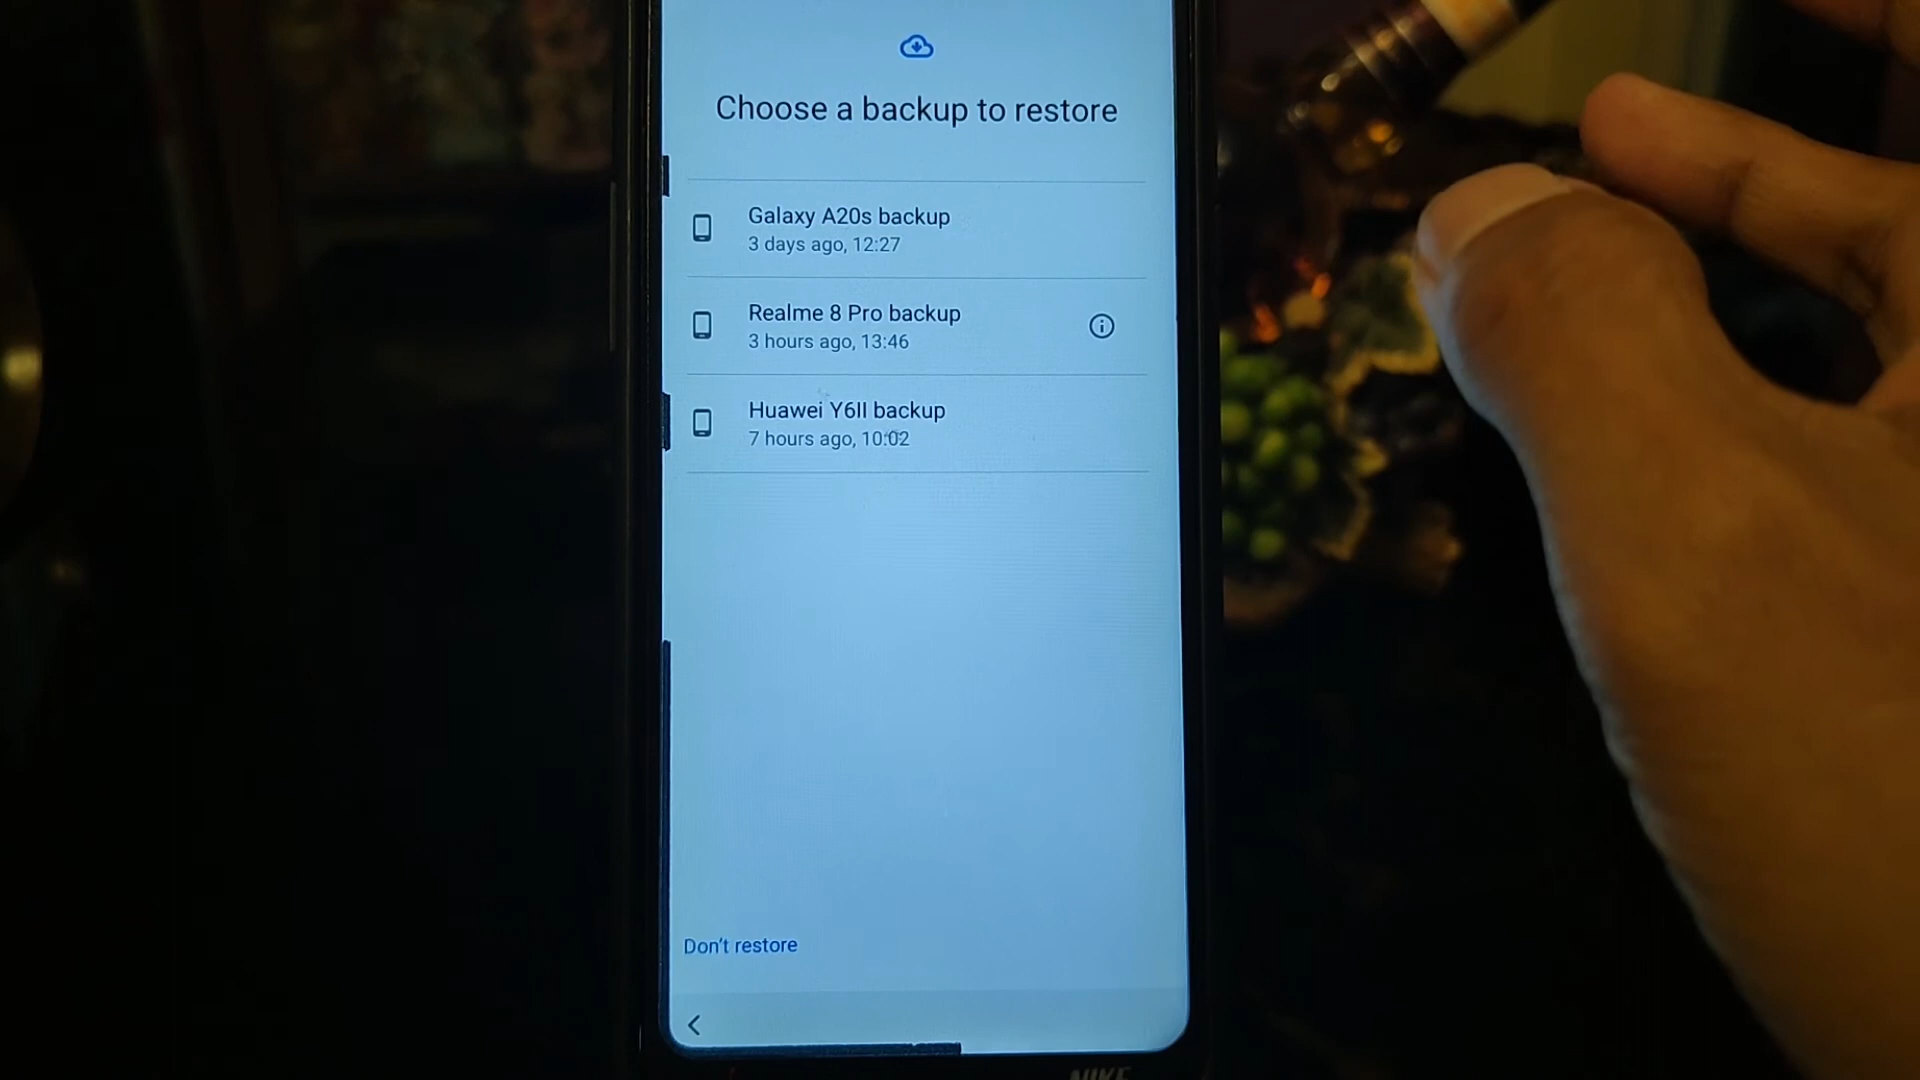 Choose a backup to restore
Galaxy A20s backup
3 days ago, 12:27
Realme 8 Pro backup
3 hours ago, 13:46
Huawei Y6II backup
7 hours ago, 10:02
Don't restore
NIKE